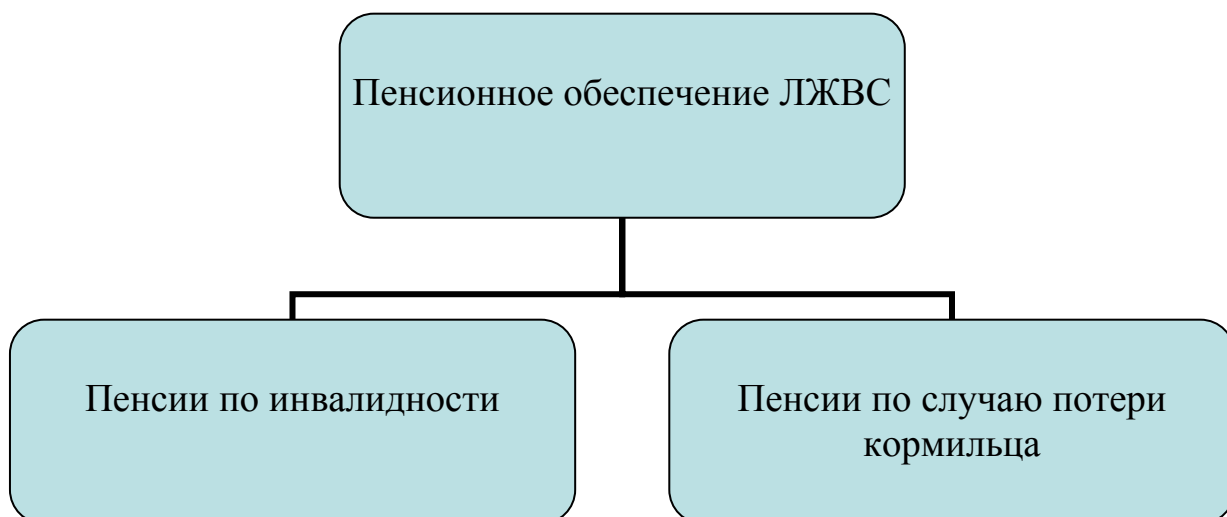 Пенсионное обеспечение ЛЖВС
Пенсии по инвалидности
Пенсии по случаю потери
кормильца